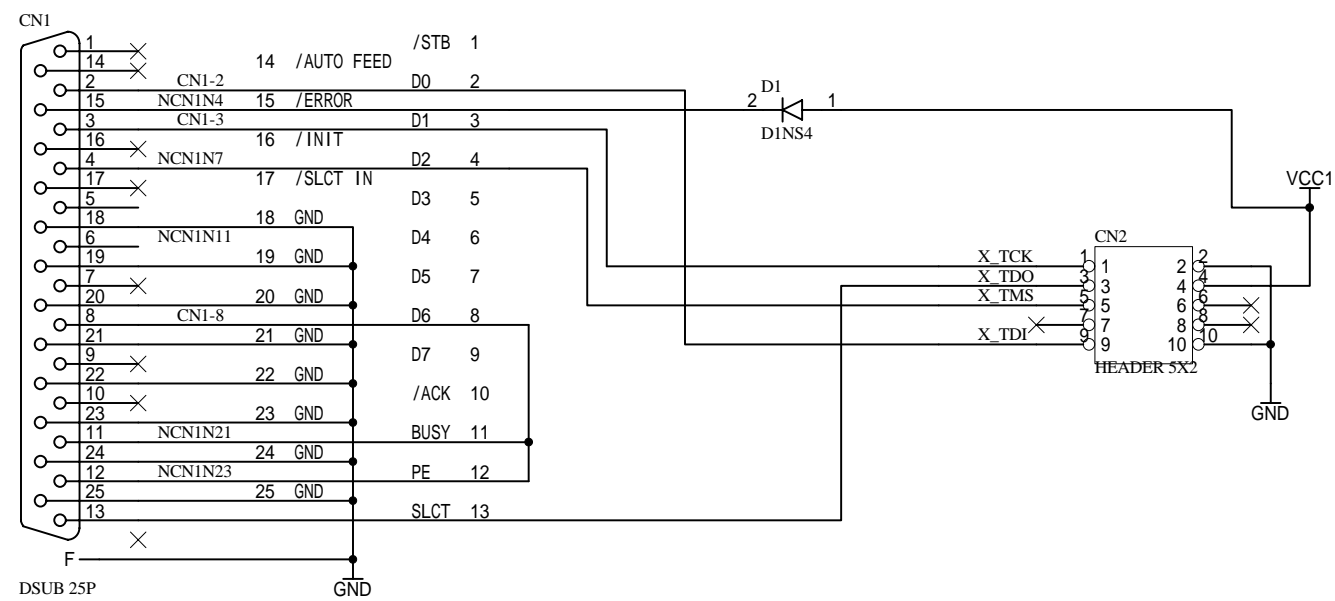 CN1
1 /STB 1
14 14 /AUTO FEED
2 CN1-2 D0 2
15 NCN1N4 15 /ERROR
3 CN1-3 D1 3
16 16 /INIT
4 NCN1N7 D2 4
17 17 /SLCT IN
5 D3 5
18 18 GND
6 NCN1N11 D4 6
19 19 GND
7 D5 7
20 20 GND
8 CN1-8 D6 8
21 21 GND
9 D7 9
22 22 GND
10 /ACK 10
23 23 GND
11 NCN1N21 BUSY 11
24 24 GND
12 NCN1N23 PE 12
25 25 GND
13 SLCT 13
F
DSUB 25P
GND
D1
2 1
D1NS4
VCC1
CN2
X_TCK 1 1 2 2
X_TDO 3 3 4 4
X_TMS 5 5 6 6
7 7 8 8
X_TDI 9 9 10 10
HEADER 5X2
GND